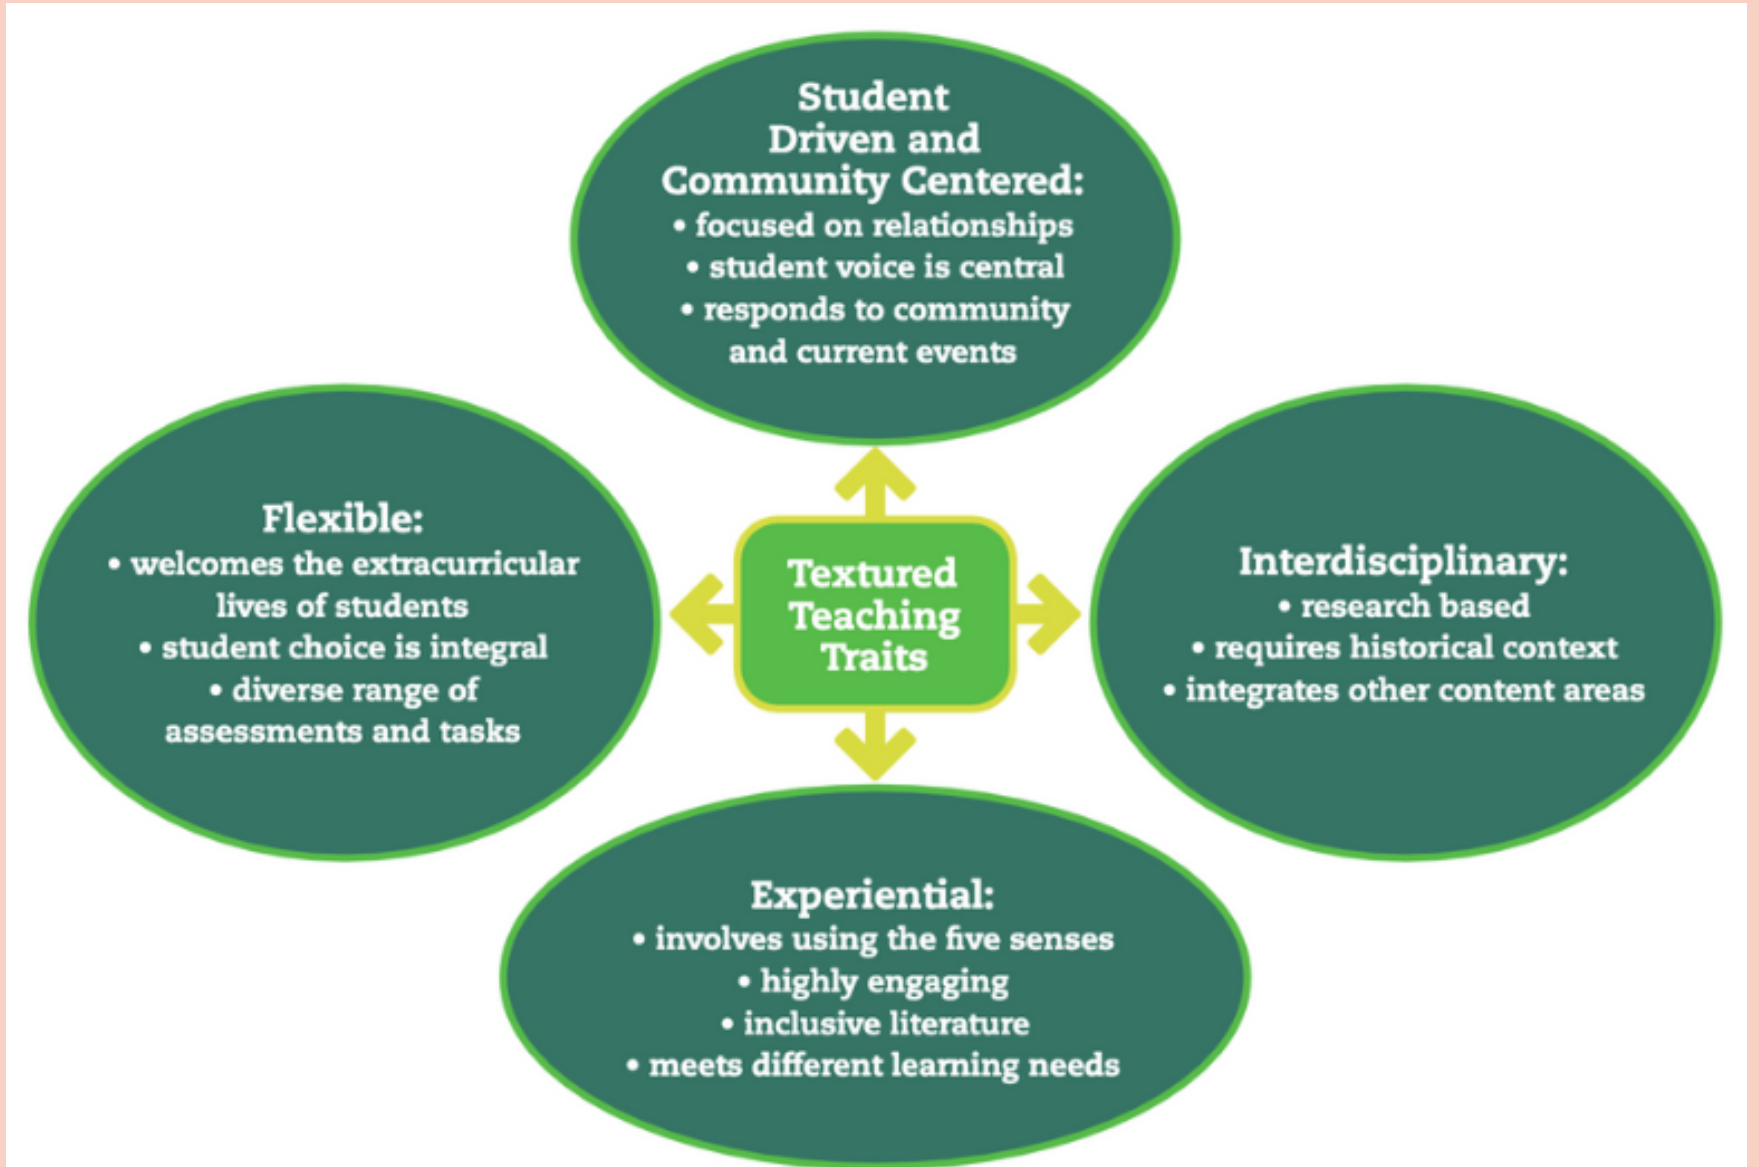 Student
Driven and
Community Centered:
• focused on relationships
• student voice is central
• responds to community
and current events
Flexible:
• welcomes the extracurricular
lives of students
• student choice is integral
• diverse range of
assessments and tasks
Textured
Teaching
Traits
Interdisciplinary:
• research based
• requires historical context
• integrates other content areas
Experiential:
• involves using the five senses
• highly engaging
• inclusive literature
• meets different learning needs